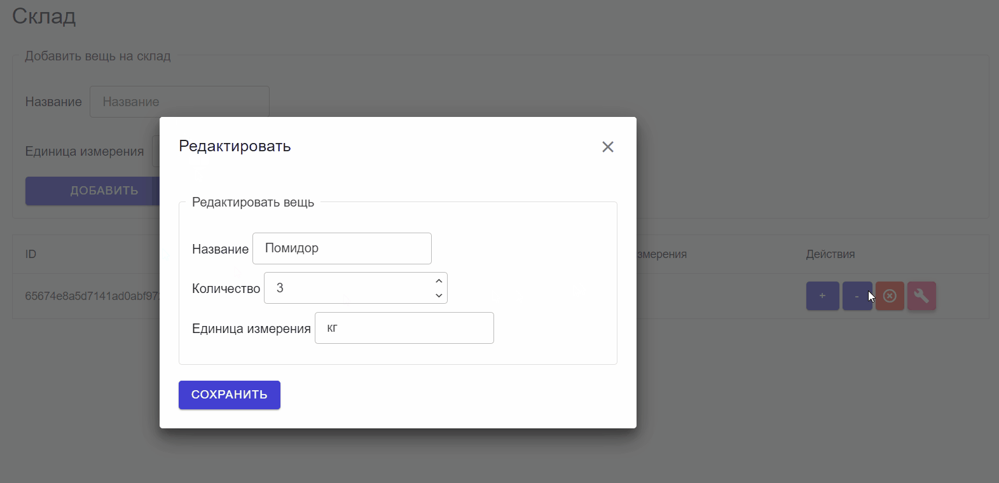 Склад
Добавить вещь на склад
Название Название
Единица измерения
ДОБАВИТЬ
Редактировать
Редактировать вещь
Название Помидор
Количество 3
Единица измерения кг
СОХРАНИТЬ
ID змерения Действия
65674e8a5d7141ad0abf97 + -